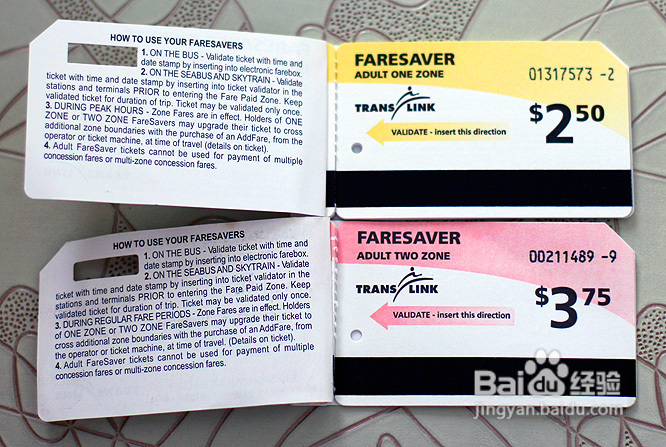 HOW TO USE YOUR FARESAVERS
1. ON THE BUS - Validate ticket with time and
date stamp by inserting into electronic farebox.
2. ON THE SEABUS AND SKYTRAIN - Validate
ticket with time and date stamp by inserting into ticket validator in the
stations and terminals PRIOR to entering the Fare Paid Zone. Keep
validated ticket for duration of trip. Ticket may be validated only once.
3. DURING PEAK HOURS - Zone Fares are in effect. Holders of ONE
ZONE or TWO ZONE FareSavers may upgrade their ticket to cross
additional zone boundaries with the purchase of an AddFare, from the
operator or ticket machine, at time of travel (details on ticket).
4. Adult FareSaver tickets cannot be used for payment of multiple
concession fares or multi-zone concession fares.
FARESAVER
ADULT ONE ZONE
01317573 -2
$2 50
TRANS LINK
VALIDATE - insert this direction
HOW TO USE YOUR FARESAVERS
1. ON THE BUS - Validate ticket with time and
date stamp by inserting into electronic farebox.
2. ON THE SEABUS AND SKYTRAIN - Validate
ticket with time and date stamp by inserting into ticket validator in the
stations and terminals PRIOR to entering the Fare Paid Zone. Keep
validated ticket for duration of trip. Ticket may be validated only once.
3. DURING REGULAR FARE PERIODS - Zone Fares are in effect. Holders
of ONE ZONE or TWO ZONE FareSavers may upgrade their ticket to
cross additional zone boundaries with the purchase of an AddFare, from
the operator or ticket machine, at time of travel. (Details on ticket).
4. Adult FareSaver tickets cannot be used for payment of multiple
concession fares or multi-zone concession fares.
FARESAVER
ADULT TWO ZONE
00211489 -9
$3 75
TRANS LINK
VALIDATE - insert this direction
Baidu经验
jingyan.baidu.com